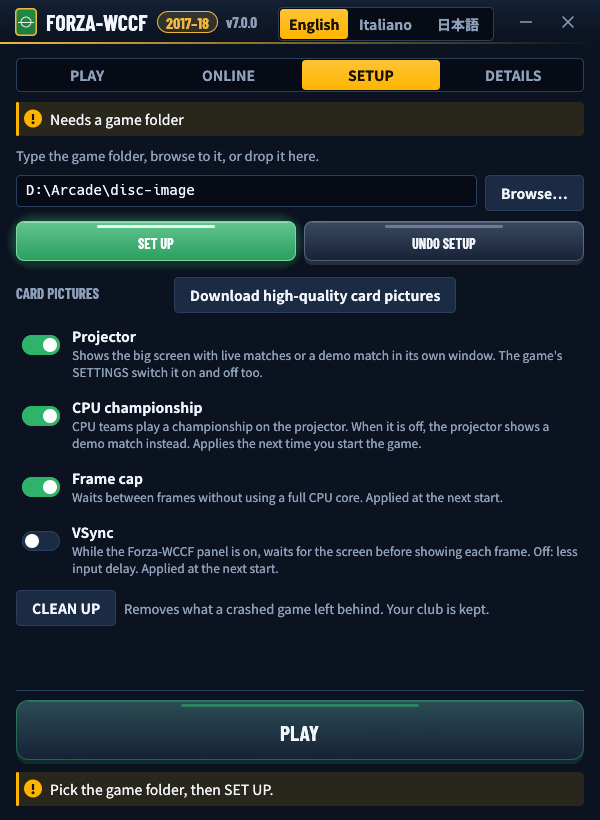 FORZA-WCCF 2017-18 v7.0.0 English Italiano 日本語
PLAY ONLINE SETUP DETAILS
Needs a game folder
Type the game folder, browse to it, or drop it here.
D:\Arcade\disc-image Browse...
SET UP UNDO SETUP
CARD PICTURES Download high-quality card pictures
Projector
Shows the big screen with live matches or a demo match in its own window. The game's
SETTINGS switch it on and off too.
CPU championship
CPU teams play a championship on the projector. When it is off, the projector shows a
demo match instead. Applies the next time you start the game.
Frame cap
Waits between frames without using a full CPU core. Applied at the next start.
VSync
While the Forza-WCCF panel is on, waits for the screen before showing each frame. Off: less
input delay. Applied at the next start.
CLEAN UP Removes what a crashed game left behind. Your club is kept.
PLAY
Pick the game folder, then SET UP.